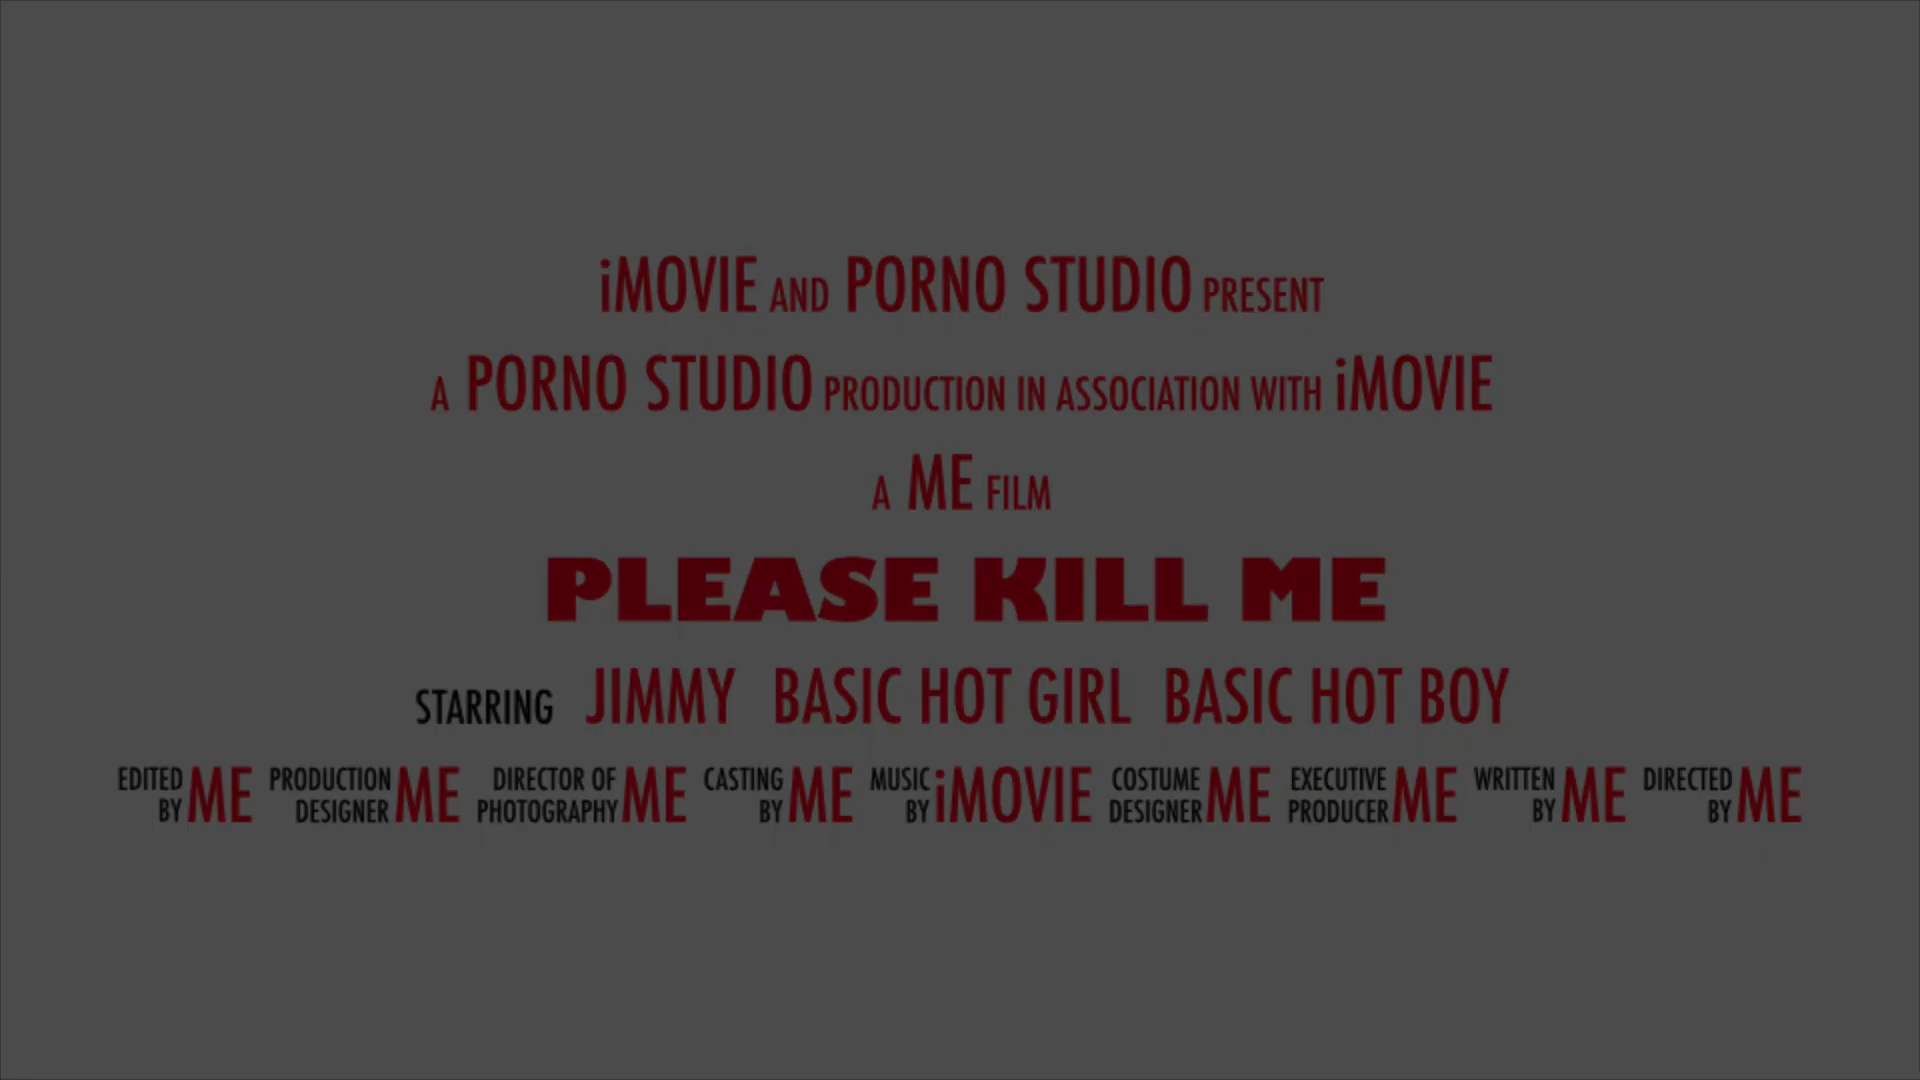 iMOVIE AND PORNO STUDIO PRESENT
A PORNO STUDIO PRODUCTION IN ASSOCIATION WITH iMOVIE
A ME FILM
PLEASE KILL ME
STARRING JIMMY BASIC HOT GIRL BASIC HOT BOY
EDITED BY ME PRODUCTION DESIGNER ME DIRECTOR OF PHOTOGRAPHY ME CASTING BY ME MUSIC BY iMOVIE COSTUME DESIGNER ME EXECUTIVE PRODUCER ME WRITTEN BY ME DIRECTED BY ME